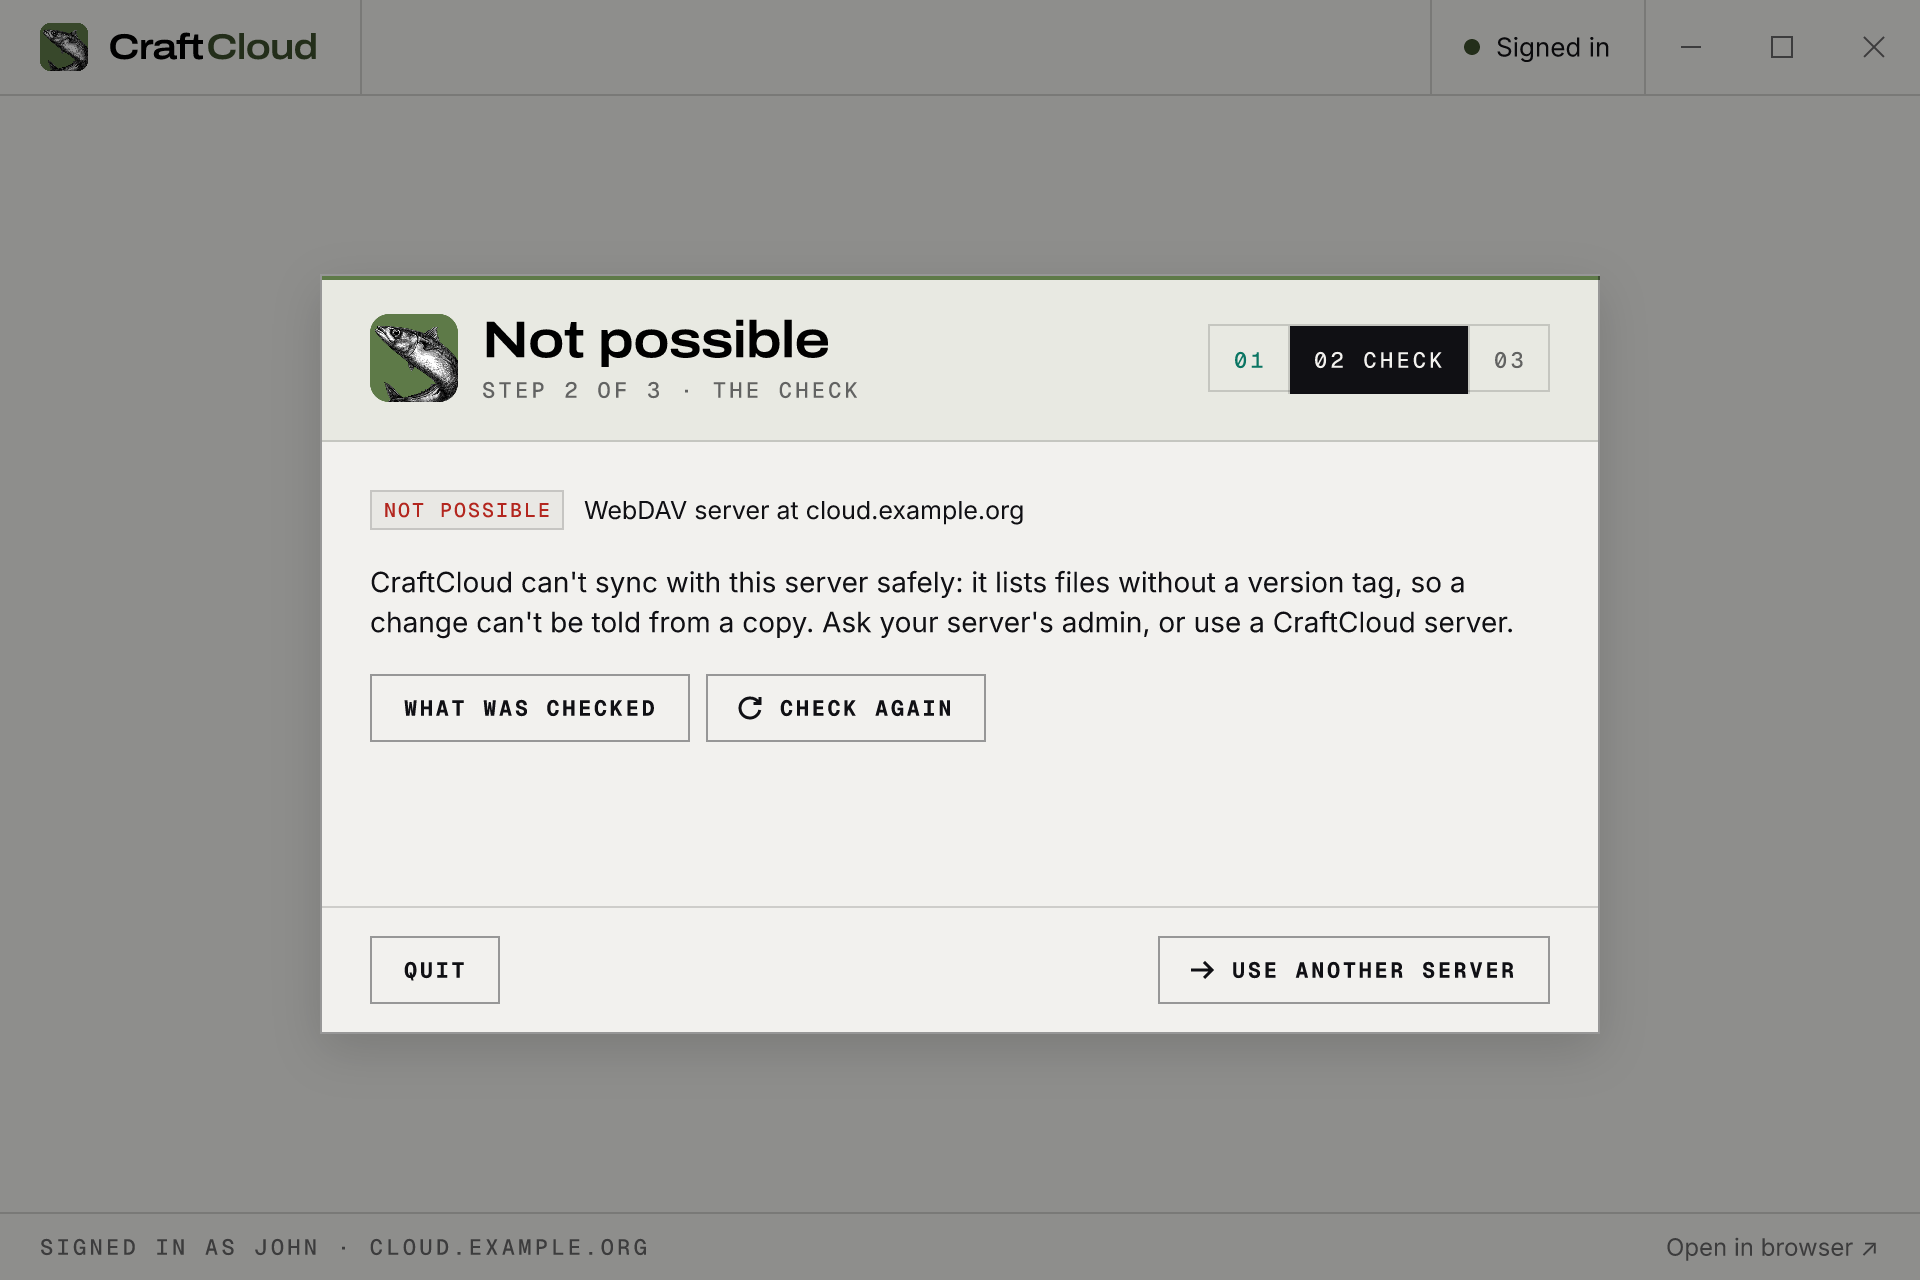 CraftCloud
Signed in
Not possible
STEP 2 OF 3 · THE CHECK
01
02 CHECK
03
NOT POSSIBLE
WebDAV server at cloud.example.org
CraftCloud can't sync with this server safely: it lists files without a version tag, so a
change can't be told from a copy. Ask your server's admin, or use a CraftCloud server.
WHAT WAS CHECKED
CHECK AGAIN
QUIT
USE ANOTHER SERVER
SIGNED IN AS JOHN · CLOUD.EXAMPLE.ORG
Open in browser ↗